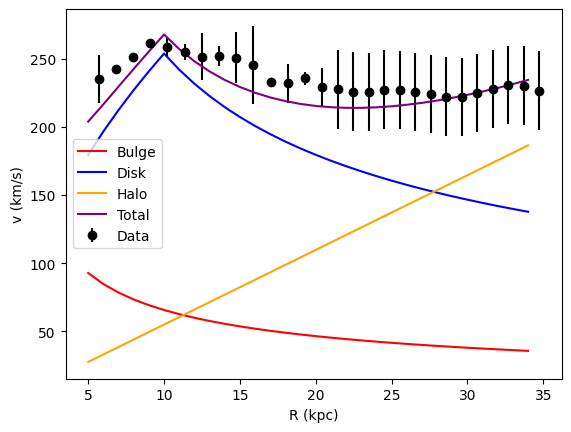 250
200
150
100
50
v (km/s)
Bulge
Disk
Halo
Total
Data
5 10 15 20 25 30 35
R (kpc)